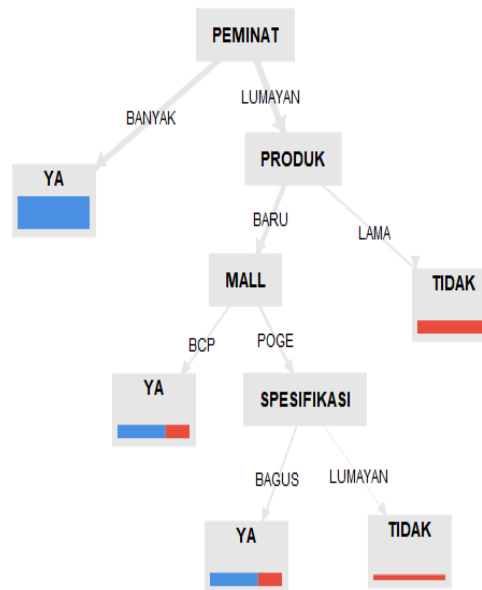 PEMINAT
BANYAK
LUMAYAN
YA
PRODUK
BARU
LAMA
MALL
TIDAK
BCP
POGE
YA
SPESIFIKASI
BAGUS
LUMAYAN
YA
TIDAK